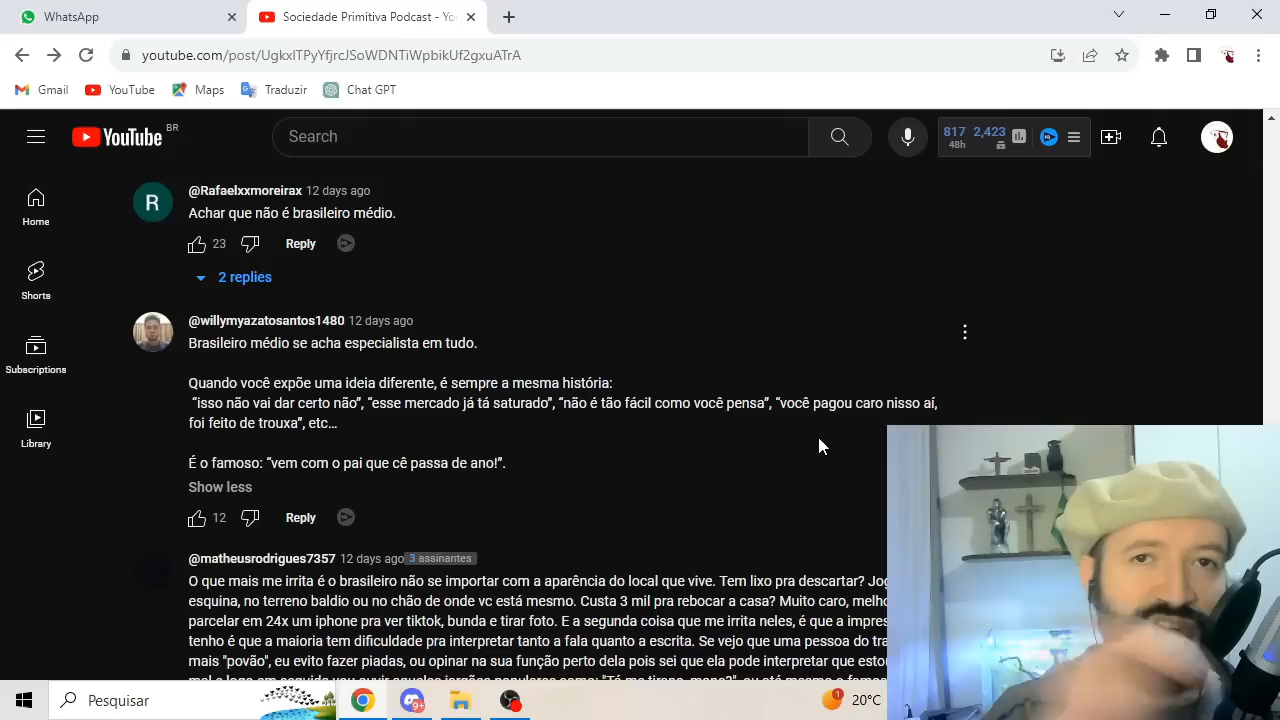 WhatsApp
Sociedade Primitiva Podcast - Yo
youtube.com/post/UgkxITPyYfjrcJSoWDNTiWpbikUf2gxuATrA
Gmail YouTube Maps Traduzir Chat GPT
YouTube BR
Search
817 2,423
48h
Home
Shorts
Subscriptions
Library
R
@Rafaelxxmoreirax 12 days ago
Achar que não é brasileiro médio.
23 Reply
2 replies
@willymyazatosantos1480 12 days ago
Brasileiro médio se acha especialista em tudo.
Quando você expõe uma ideia diferente, é sempre a mesma história:
“isso não vai dar certo não”, “esse mercado já tá saturado”, “não é tão fácil como você pensa”, “você pagou caro nisso aí,
foi feito de trouxa”, etc…
É o famoso: “vem com o pai que cê passa de ano!”.
Show less
12 Reply
@matheusrodrigues7357 12 days ago 3 assinantes
O que mais me irrita é o brasileiro não se importar com a aparência do local que vive. Tem lixo pra descartar? Jog
esquina, no terreno baldio ou no chão de onde vc está mesmo. Custa 3 mil pra rebocar a casa? Muito caro, melho
parcelar em 24x um iphone pra ver tiktok, bunda e tirar foto. E a segunda coisa que me irrita neles, é que a impres
tenho é que a maioria tem dificuldade pra interpretar tanto a fala quanto a escrita. Se vejo que uma pessoa do tra
mais "povão", eu evito fazer piadas, ou opinar na sua função perto dela pois sei que ela pode interpretar que estou
Pesquisar
9+
1
20°C